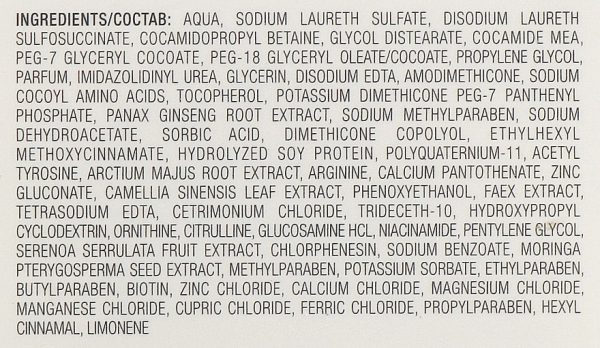 INGREDIENTS/СОСТАВ: AQUA, SODIUM LAURETH SULFATE, DISODIUM LAURETH
SULFOSUCCINATE, COCAMIDOPROPYL BETAINE, GLYCOL DISTEARATE, COCAMIDE MEA,
PEG-7 GLYCERYL COCOATE, PEG-18 GLYCERYL OLEATE/COCOATE, PROPYLENE GLYCOL,
PARFUM, IMIDAZOLIDINYL UREA, GLYCERIN, DISODIUM EDTA, AMODIMETHICONE, SODIUM
COCOYL AMINO ACIDS, TOCOPHEROL, POTASSIUM DIMETHICONE PEG-7 PANTHENYL
PHOSPHATE, PANAX GINSENG ROOT EXTRACT, SODIUM METHYLPARABEN, SODIUM
DEHYDROACETATE, SORBIC ACID, DIMETHICONE COPOLYOL, ETHYLHEXYL
METHOXYCINNAMATE, HYDROLYZED SOY PROTEIN, POLYQUATERNIUM-11, ACETYL
TYROSINE, ARCTIUM MAJUS ROOT EXTRACT, ARGININE, CALCIUM PANTOTHENATE, ZINC
GLUCONATE, CAMELLIA SINENSIS LEAF EXTRACT, PHENOXYETHANOL, FAEX EXTRACT,
TETRASODIUM EDTA, CETRIMONIUM CHLORIDE, TRIDECETH-10, HYDROXYPROPYL
CYCLODEXTRIN, ORNITHINE, CITRULLINE, GLUCOSAMINE HCL, NIACINAMIDE, PENTYLENE GLYCOL,
SERENOA SERRULATA FRUIT EXTRACT, CHLORPHENESIN, SODIUM BENZOATE, MORINGA
PTERYGOSPERMA SEED EXTRACT, METHYLPARABEN, POTASSIUM SORBATE, ETHYLPARABEN,
BUTYLPARABEN, BIOTIN, ZINC CHLORIDE, CALCIUM CHLORIDE, MAGNESIUM CHLORIDE,
MANGANESE CHLORIDE, CUPRIC CHLORIDE, FERRIC CHLORIDE, PROPYLPARABEN, HEXYL
CINNAMAL, LIMONENE